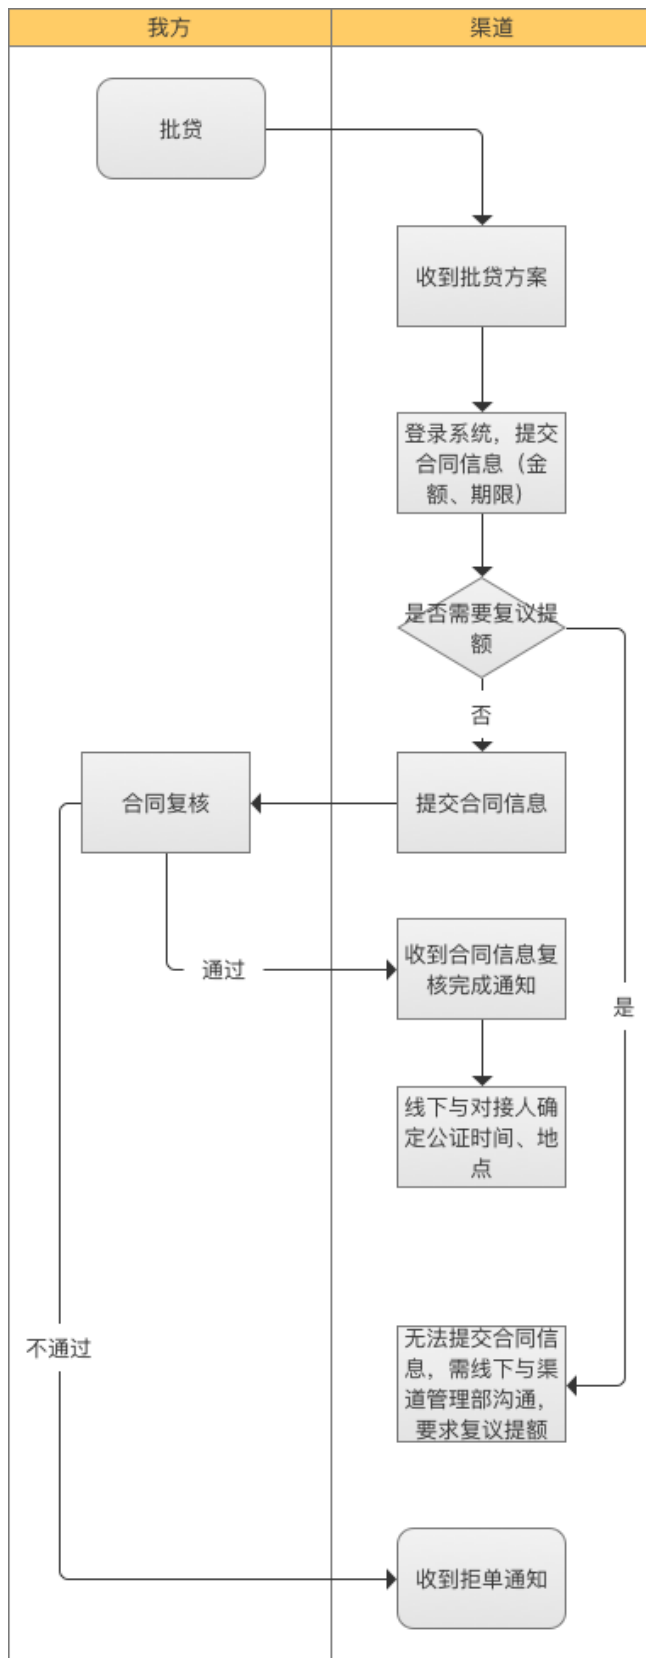 我方
渠道
批贷
收到批贷方案
登录系统，提交
合同信息（金
额、期限）
是否需要复议提
额
否
合同复核
提交合同信息
通过
收到合同信息复
核完成通知
是
线下与对接人确
定公证时间、地
点
不通过
无法提交合同信
息，需线下与渠
道管理部沟通，
要求复议提额
收到拒单通知